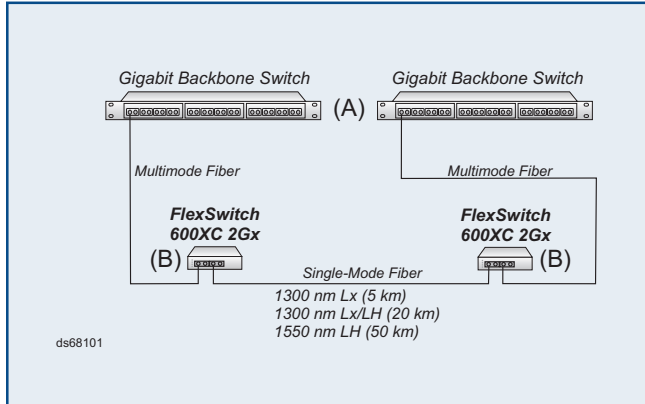 Gigabit Backbone Switch
Gigabit Backbone Switch
(A)
Multimode Fiber
Multimode Fiber
FlexSwitch
600XC 2Gx
(B)
FlexSwitch
600XC 2Gx
(B)
Single-Mode Fiber
1300 nm Lx (5 km)
1300 nm Lx/LH (20 km)
1550 nm LH (50 km)
ds68101